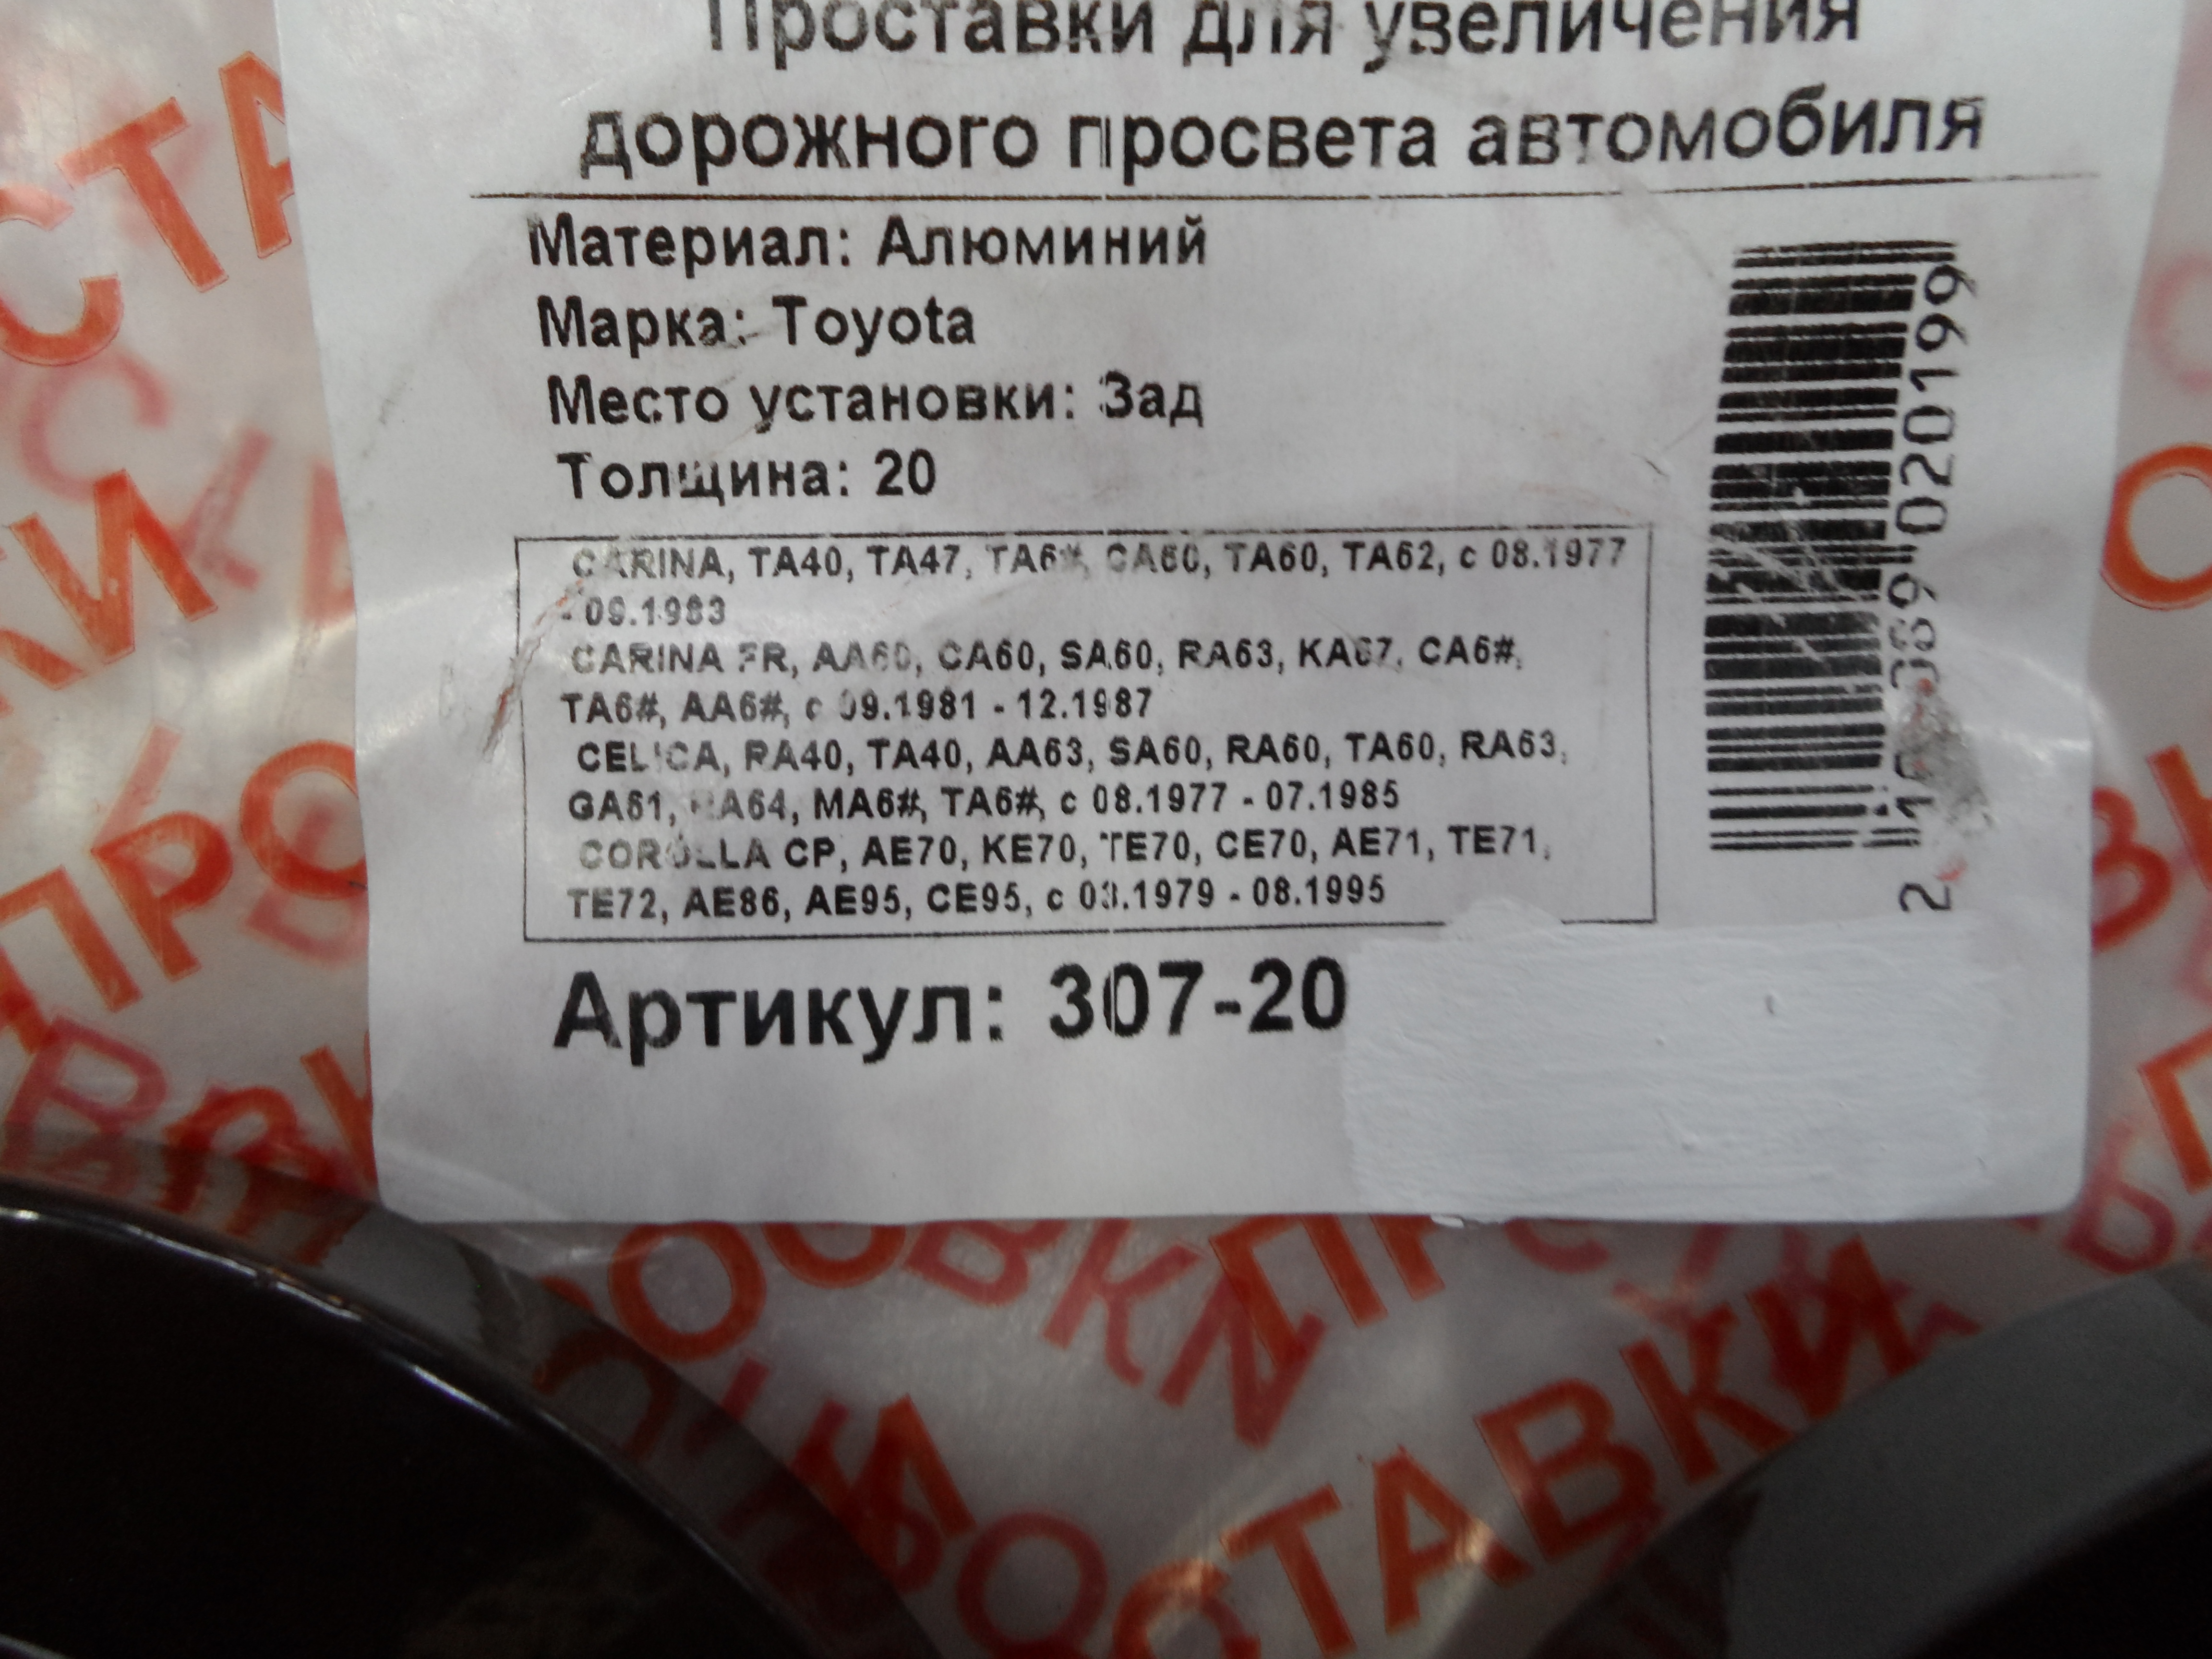 Проставки для увеличения
дорожного просвета автомобиля
Материал: Алюминий
Марка: Toyota
Место установки: Зад
Толщина: 20
CARINA, TA40, TA47, TA6#, CA60, TA60, TA62, с 08.1977
- 09.1983
CARINA FR, AA60, CA60, SA60, RA63, KA67, CA6#,
TA6#, AA6#, с 09.1981 - 12.1987
CELICA, RA40, TA40, AA63, SA60, RA60, TA60, RA63,
GA61, RA64, MA6#, TA6#, с 08.1977 - 07.1985
COROLLA CP, AE70, KE70, TE70, CE70, AE71, TE71,
TE72, AE86, AE95, CE95, с 03.1979 - 08.1995
Артикул: 307-20
020199
СТАВКИ